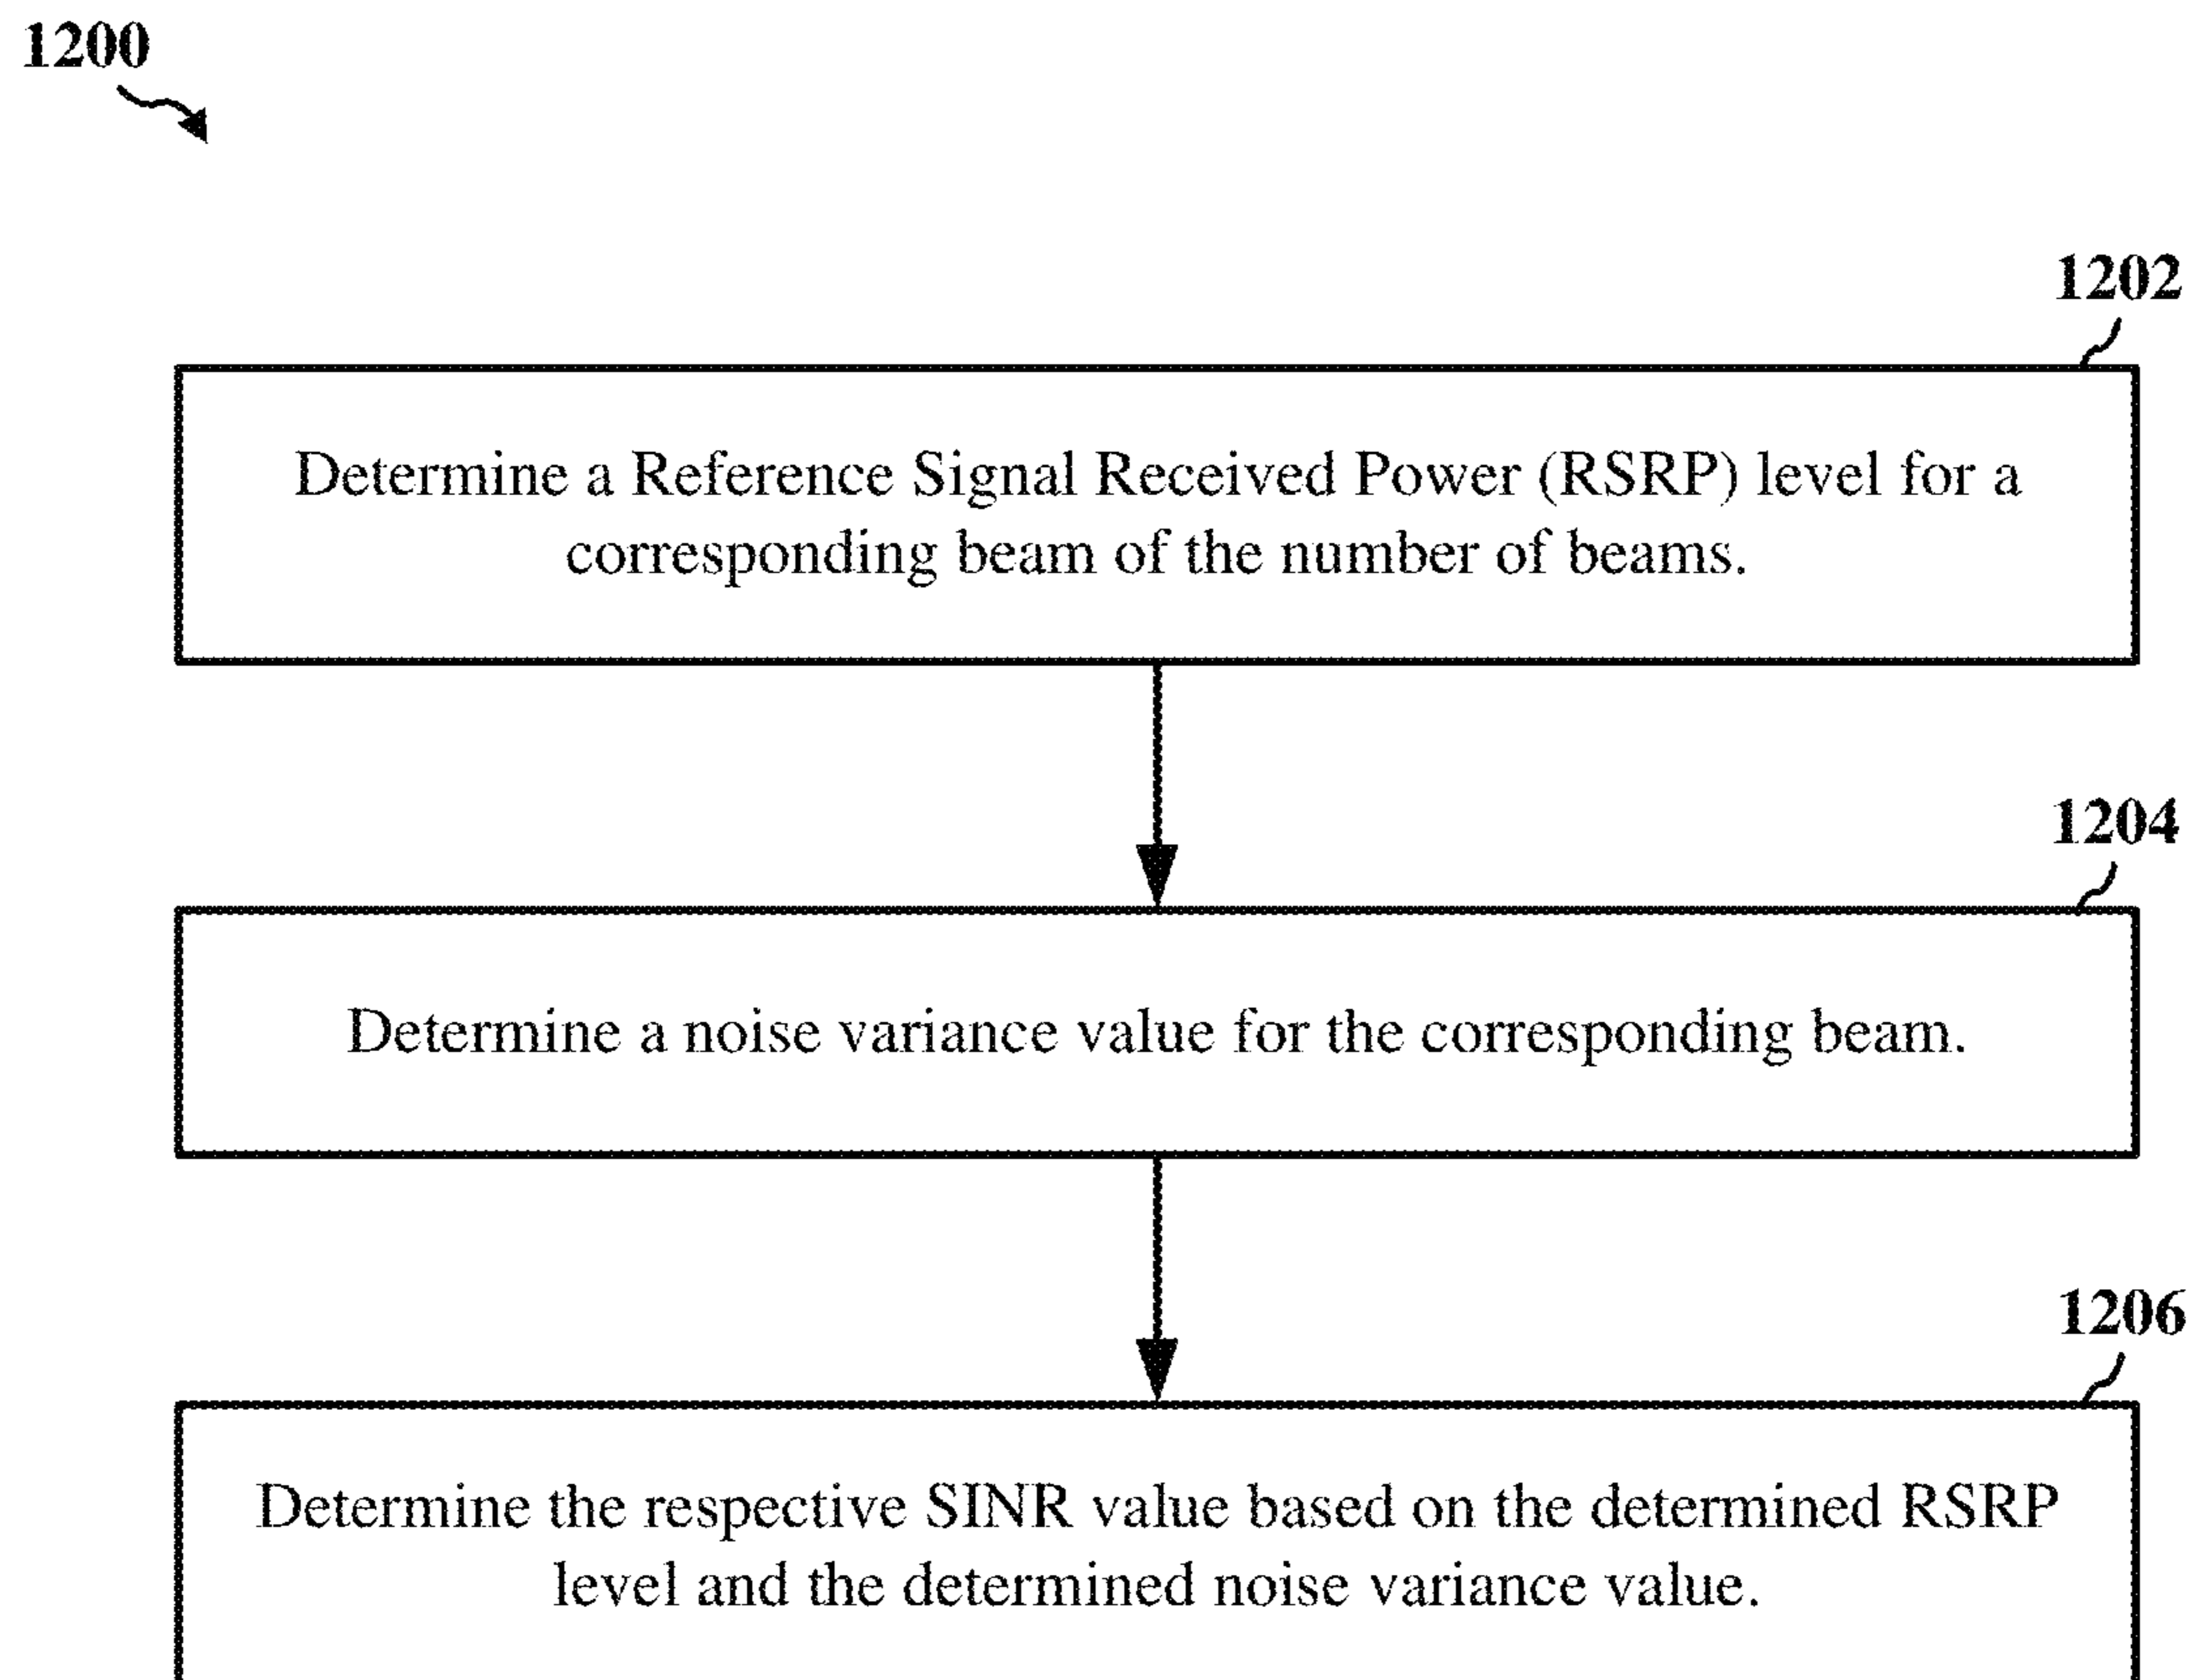 1200
1202
Determine a Reference Signal Received Power (RSRP) level for a
corresponding beam of the number of beams.
1204
Determine a noise variance value for the corresponding beam.
1206
Determine the respective SINR value based on the determined RSRP
level and the determined noise variance value.